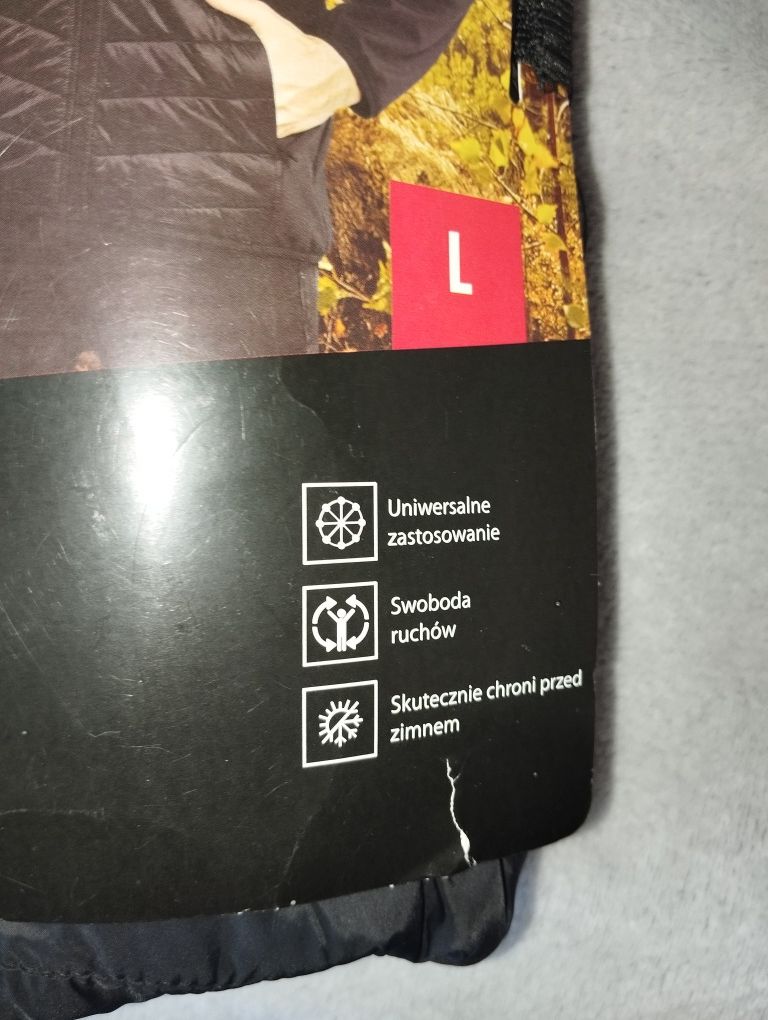 L
Uniwersalne
zastosowanie
Swoboda
ruchów
Skutecznie chroni przed
zimnem